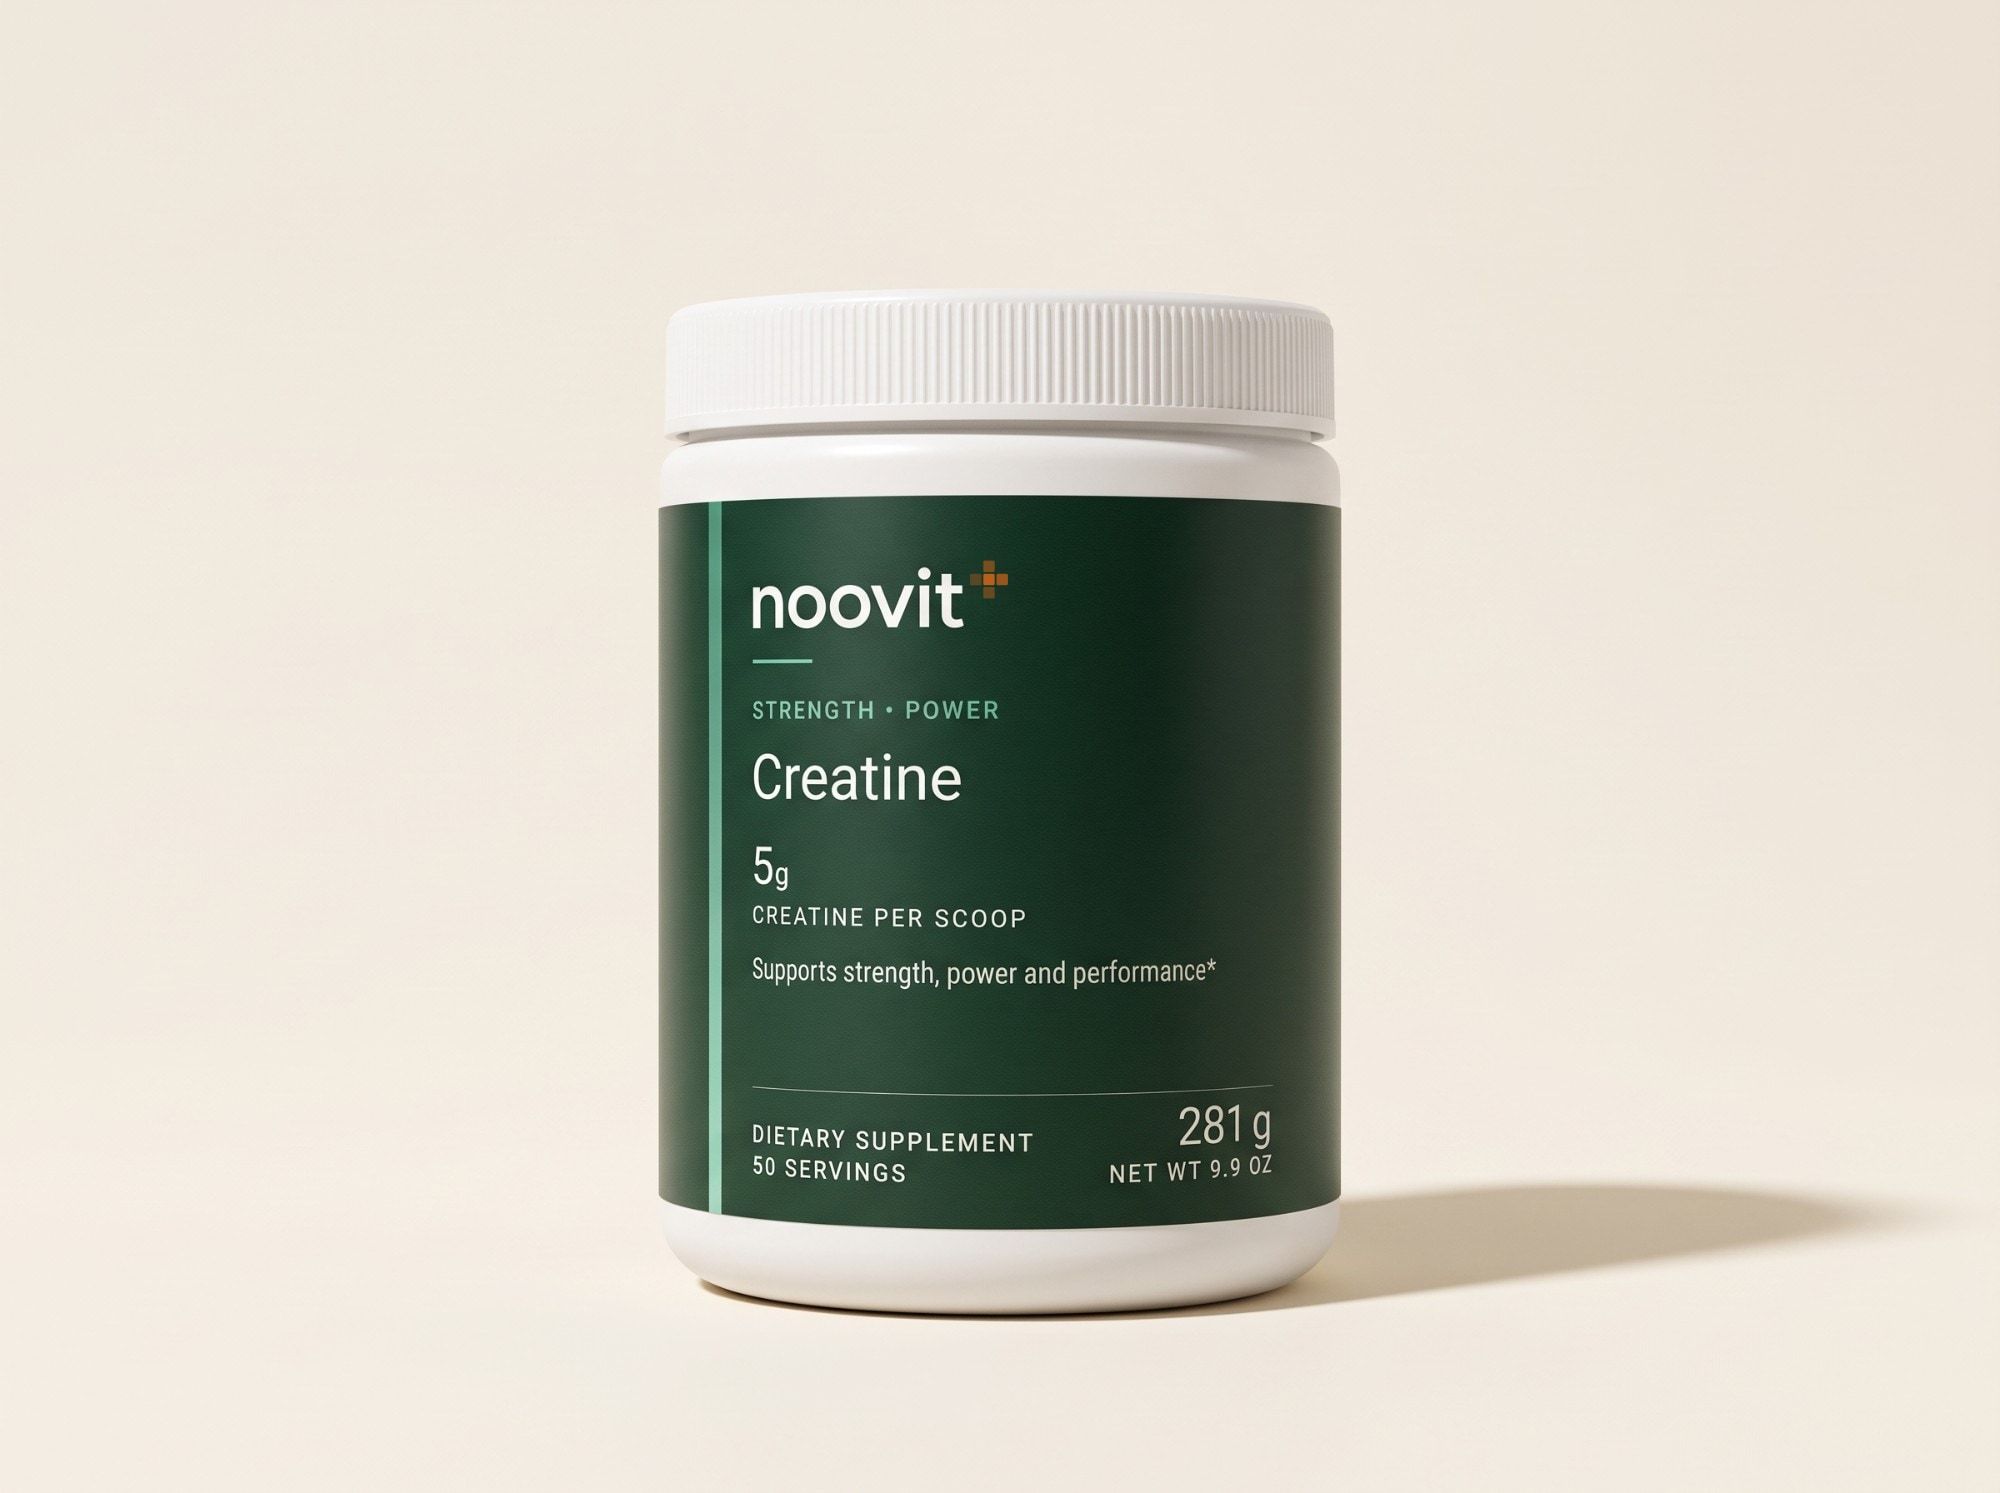 noovit
STRENGTH • POWER
Creatine
5g
CREATINE PER SCOOP
Supports strength, power and performance*
DIETARY SUPPLEMENT
50 SERVINGS
281 g
NET WT 9.9 OZ